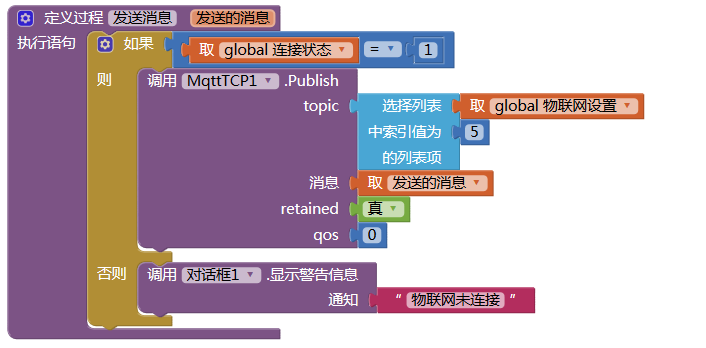 定义过程 发送消息 发送的消息
执行语句 如果 取 global 连接状态 = 1
则 调用 MqttTCP1 .Publish
topic 选择列表 取 global 物联网设置
中索引值为 5
的列表项
消息 取 发送的消息
retained 真
qos 0
否则 调用 对话框1 .显示警告信息
通知 “ 物联网未连接 ”